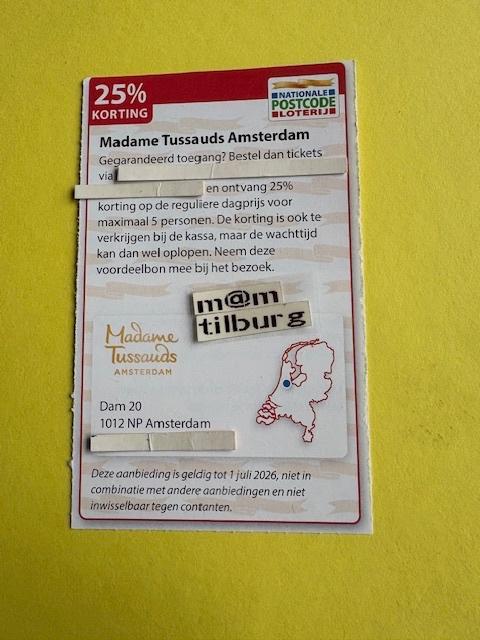 25%
KORTING
NATIONALE
POSTCODE
LOTERIJ
Madame Tussauds Amsterdam
Gegarandeerd toegang? Bestel dan tickets
via
en ontvang 25%
korting op de reguliere dagprijs voor
maximaal 5 personen. De korting is ook te
verkrijgen bij de kassa, maar de wachttijd
kan dan wel oplopen. Neem deze
voordeelbon mee bij het bezoek.
m@m
tilburg
Madame
Tussauds
AMSTERDAM
Dam 20
1012 NP Amsterdam
Deze aanbieding is geldig tot 1 juli 2026, niet in
combinatie met andere aanbiedingen en niet
inwisselbaar tegen contanten.